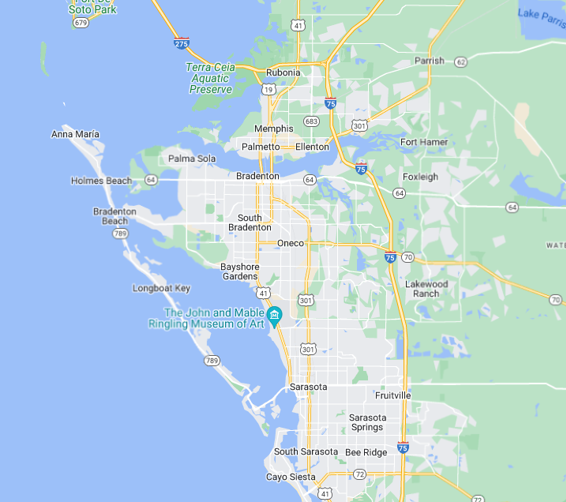 Fort De
Soto Park
679
41
275
Lake Parris
Terra Ceia
Aquatic
Preserve
Rubonia
Parrish
62
19
75
683
301
Anna Maria
Memphis
Palmetto
Ellenton
Fort Hamer
Palma Sola
75
Holmes Beach
64
Bradenton
64
Foxleigh
64
64
Bradenton
Beach
789
South
Bradenton
Oneco
WAT
75
70
Bayshore
Gardens
Longboat Key
41
301
Lakewood
Ranch
70
The John and Mable
Ringling Museum of Art
301
789
Sarasota
Fruitville
Sarasota
Springs
75
South Sarasota
Bee Ridge
Cayo Siesta
72
41
72